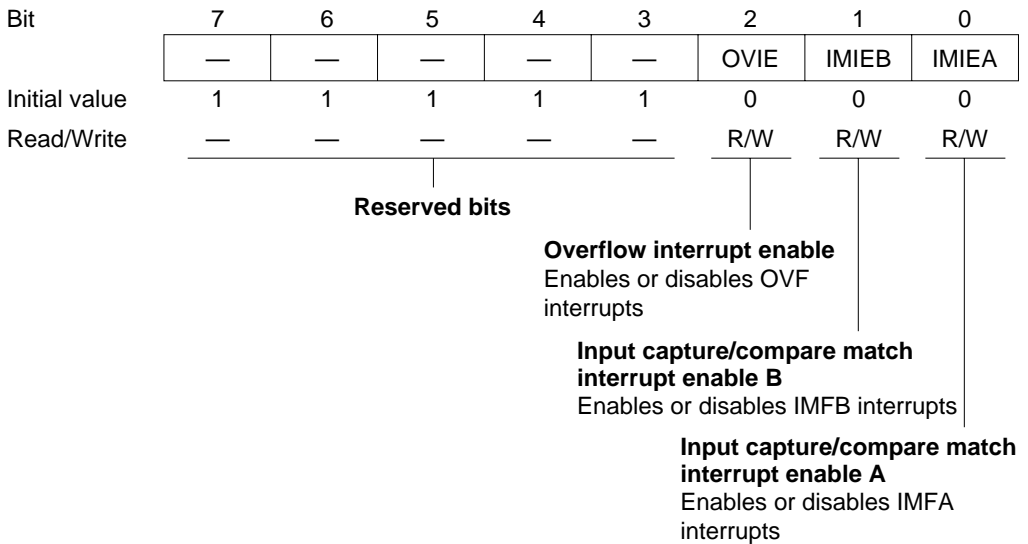 Bit 7 6 5 4 3 2 1 0
— — — — — OVIE IMIEB IMIEA
Initial value 1 1 1 1 1 0 0 0
Read/Write — — — — — R/W R/W R/W
Reserved bits
Overflow interrupt enable
Enables or disables OVF
interrupts
Input capture/compare match
interrupt enable B
Enables or disables IMFB interrupts
Input capture/compare match
interrupt enable A
Enables or disables IMFA
interrupts